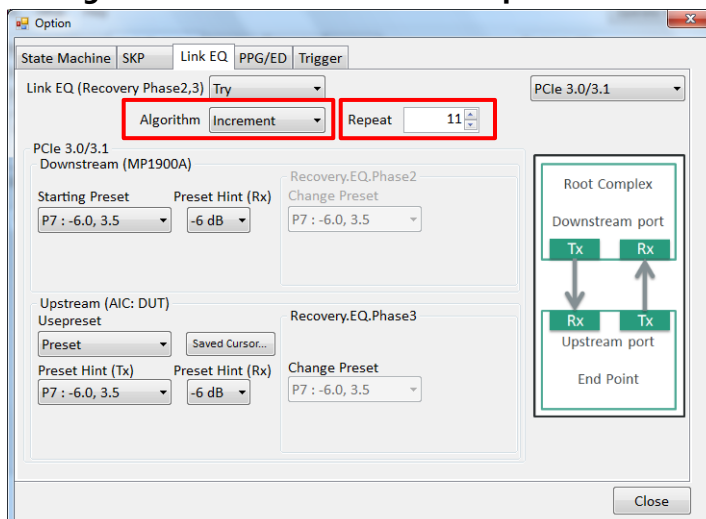 Option
x
State Machine SKP Link EQ PPG/ED Trigger
Link EQ (Recovery Phase2,3) Try PCIe 3.0/3.1
Algorithm Increment Repeat 11
PCIe 3.0/3.1
Downstream (MP1900A)
Recovery.EQ.Phase2
Starting Preset Preset Hint (Rx) Change Preset
P7 : -6.0, 3.5 -6 dB P7 : -6.0, 3.5
Upstream (AIC: DUT)
Usepreset Recovery.EQ.Phase3
Preset Saved Cursor...
Preset Hint (Tx) Preset Hint (Rx) Change Preset
P7 : -6.0, 3.5 -6 dB P7 : -6.0, 3.5
Root Complex
Downstream port
Tx Rx
Rx Tx
Upstream port
End Point
Close